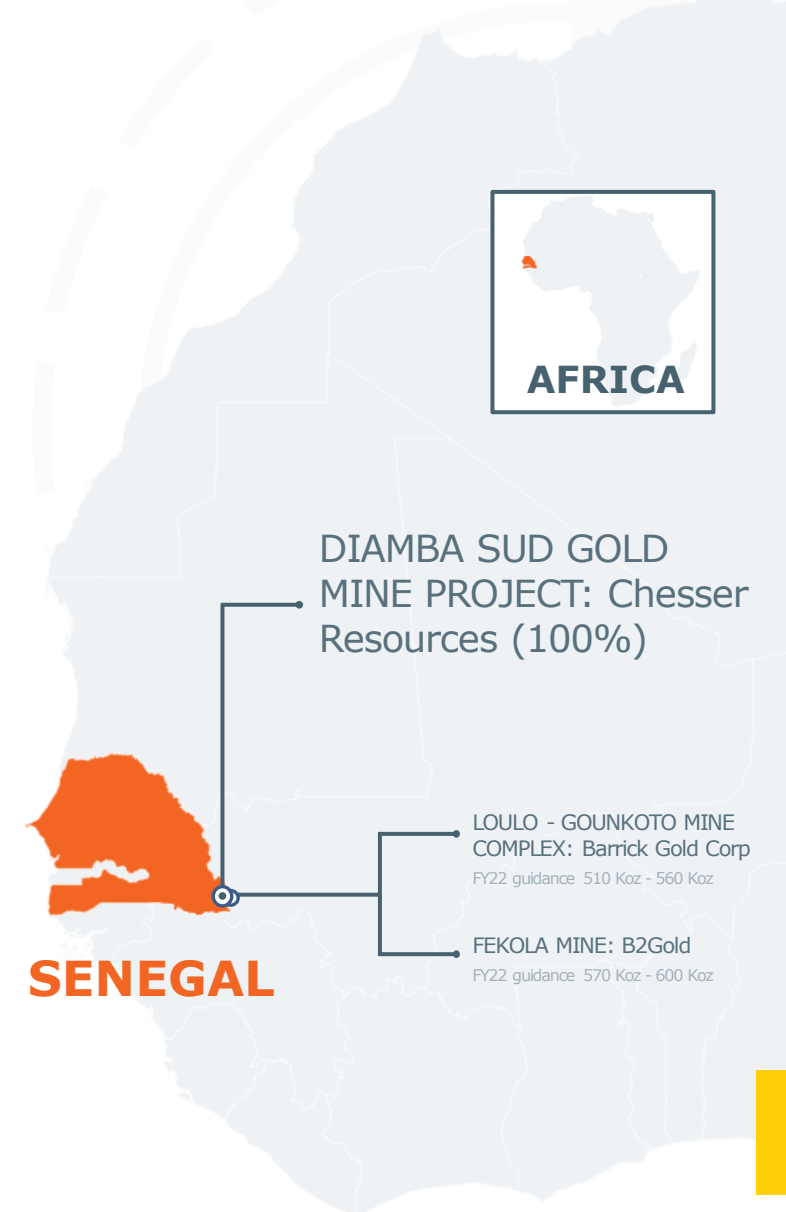 AFRICA
DIAMBA SUD GOLD
MINE PROJECT: Chesser
Resources (100%)
LOULO - GOUNKOTO MINE
COMPLEX: Barrick Gold Corp
FY22 guidance 510 Koz - 560 Koz
FEKOLA MINE: B2Gold
FY22 guidance 570 Koz - 600 Koz
SENEGAL